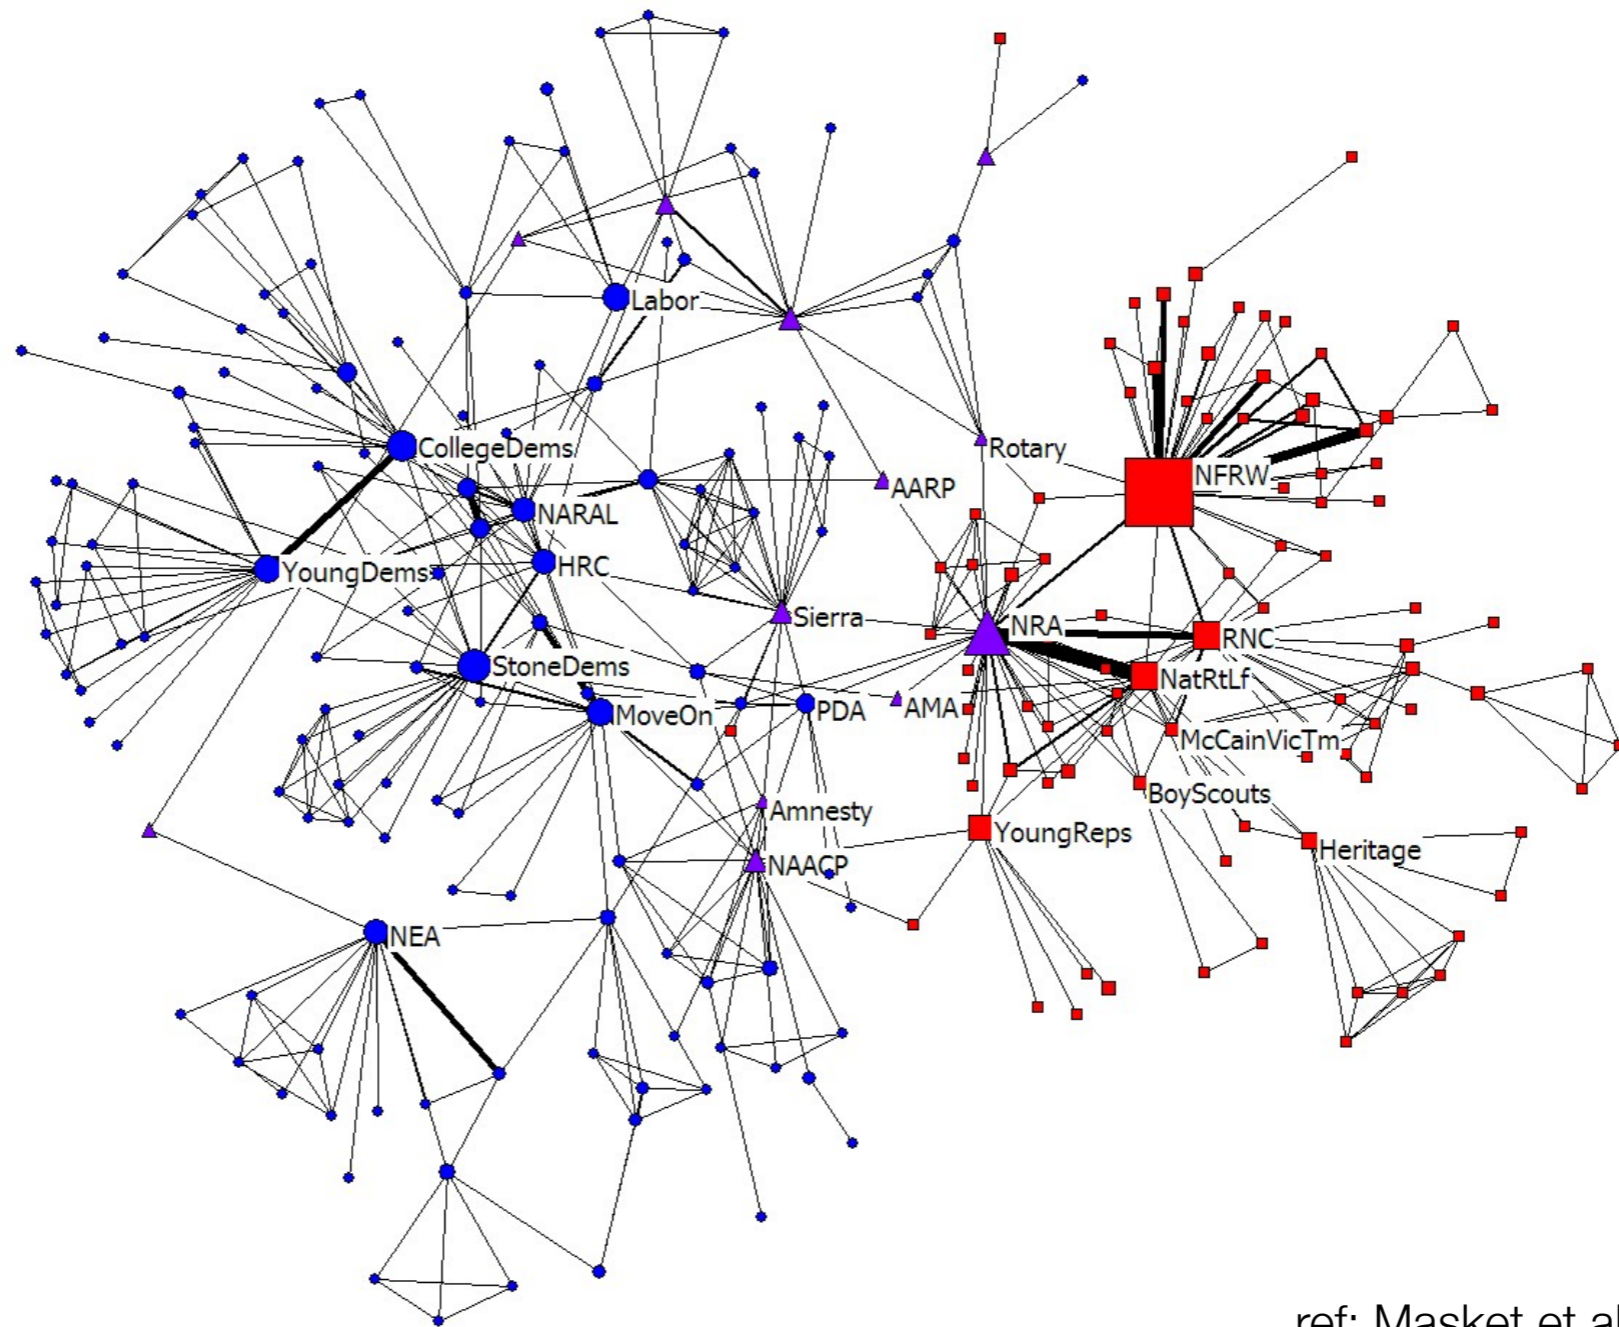 Labor
CollegeDems
Rotary
NFRW
AARP
NARAL
HRC
YoungDems
Sierra
NRA
RNC
StoneDems
NatRtLf
MoveOn
PDA
AMA
McCainVicTm
BoyScouts
Amnesty
YoungReps
Heritage
NAACP
NEA
ref: Masket et al